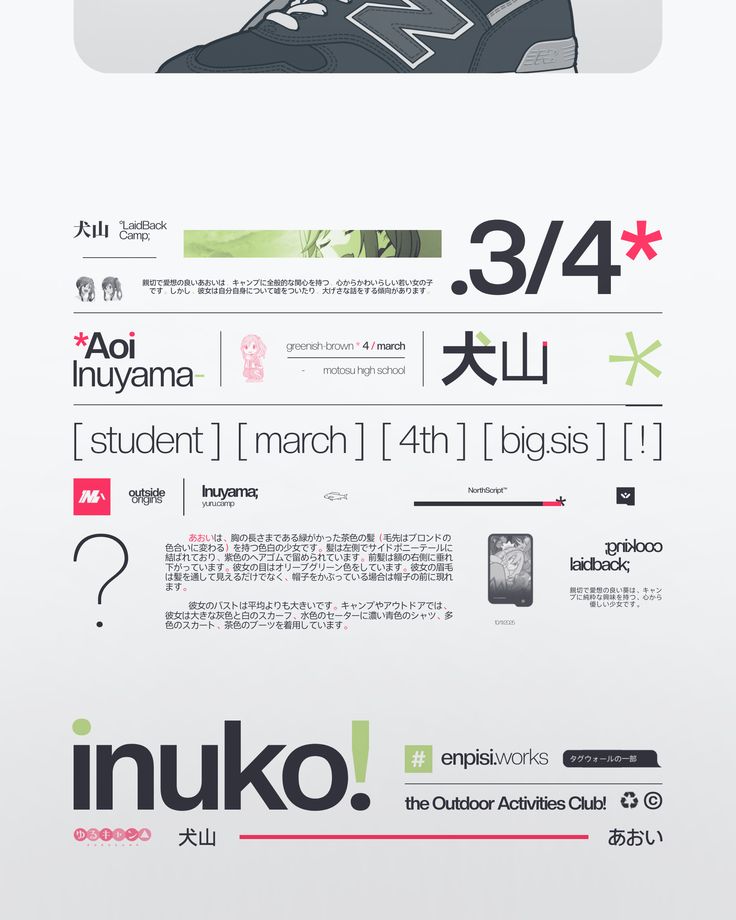 N
犬山
°LaidBack
Camp;
.3/4*
親切で愛想の良いあおいは、キャンプに全般的な関心を持つ、心からかわいらしい若い女の子
です。しかし、彼女は自分自身について嘘をついたり、大げさな話をする傾向があります。
*Aoi
Inuyama-
greenish-brown * 4 / march
- motosu high school
犬山
[ student ] [ march ] [ 4th ] [ big.sis ] [ ! ]
outside
origins
Inuyama;
yuru.camp
NorthScript™
*
?
あおいは、胸の長さまである緑がかった茶色の髪（毛先はブロンドの
色合いに変わる）を持つ色白の少女です。髪は左側でサイドポニーテールに
結ばれており、紫色のヘアゴムで留められています。前髪は額の右側に垂れ
下がっています。彼女の目はオリーブグリーン色をしています。彼女の眉毛
は髪を通して見えるだけでなく、帽子をかぶっている場合は帽子の前に現れ
ます。
彼女のバストは平均よりも大きいです。キャンプやアウトドアでは、
彼女は大きな灰色と白のスカーフ、水色のセーターに濃い青色のシャツ、多
色のスカート、茶色のブーツを着用しています。
10/11/2025
cooking;
laidback;
親切で愛想の良い葵は、キャン
プに純粋な興味を持つ、心から
優しい少女です。
inuko!
# enpisi.works
タグウォールの一部
the Outdoor Activities Club!
©
ゆるキャン△
犬山
あおい